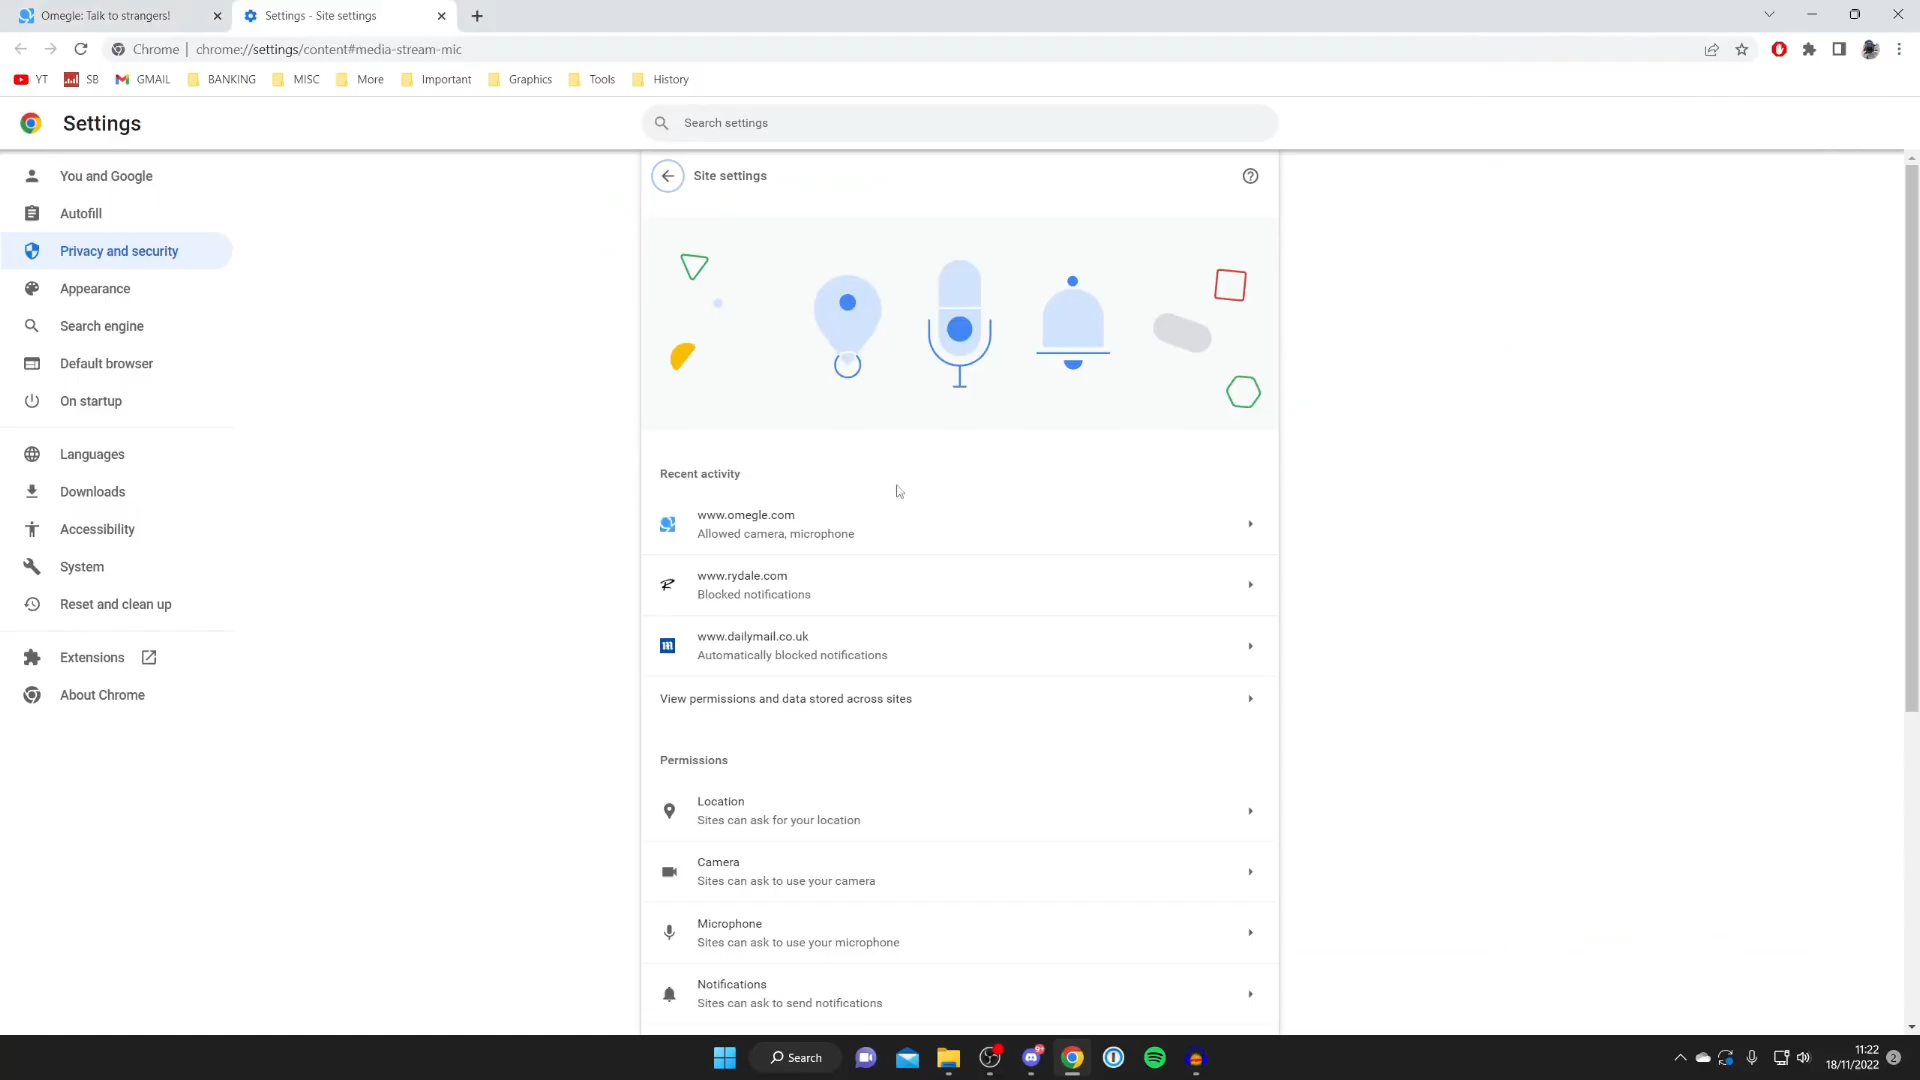 Omegle: Talk to strangers!
Settings - Site settings
Chrome | chrome://settings/content#media-stream-mic
YT SB GMAIL BANKING MISC More Important Graphics Tools History
Settings
Search settings
You and Google
Autofill
Privacy and security
Appearance
Search engine
Default browser
On startup
Languages
Downloads
Accessibility
System
Reset and clean up
Extensions
About Chrome
Site settings
Recent activity
www.omegle.com
Allowed camera, microphone
www.rydale.com
Blocked notifications
www.dailymail.co.uk
Automatically blocked notifications
View permissions and data stored across sites
Permissions
Location
Sites can ask for your location
Camera
Sites can ask to use your camera
Microphone
Sites can ask to use your microphone
Notifications
Sites can ask to send notifications
Search
11:22
18/11/2022
2